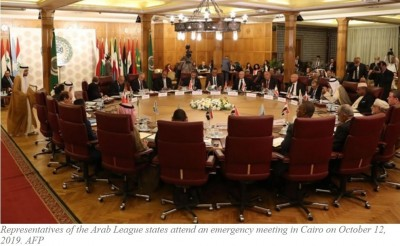 Representatives of the Arab League states attend an emergency meeting in Cairo on October 12,
2019. AFP